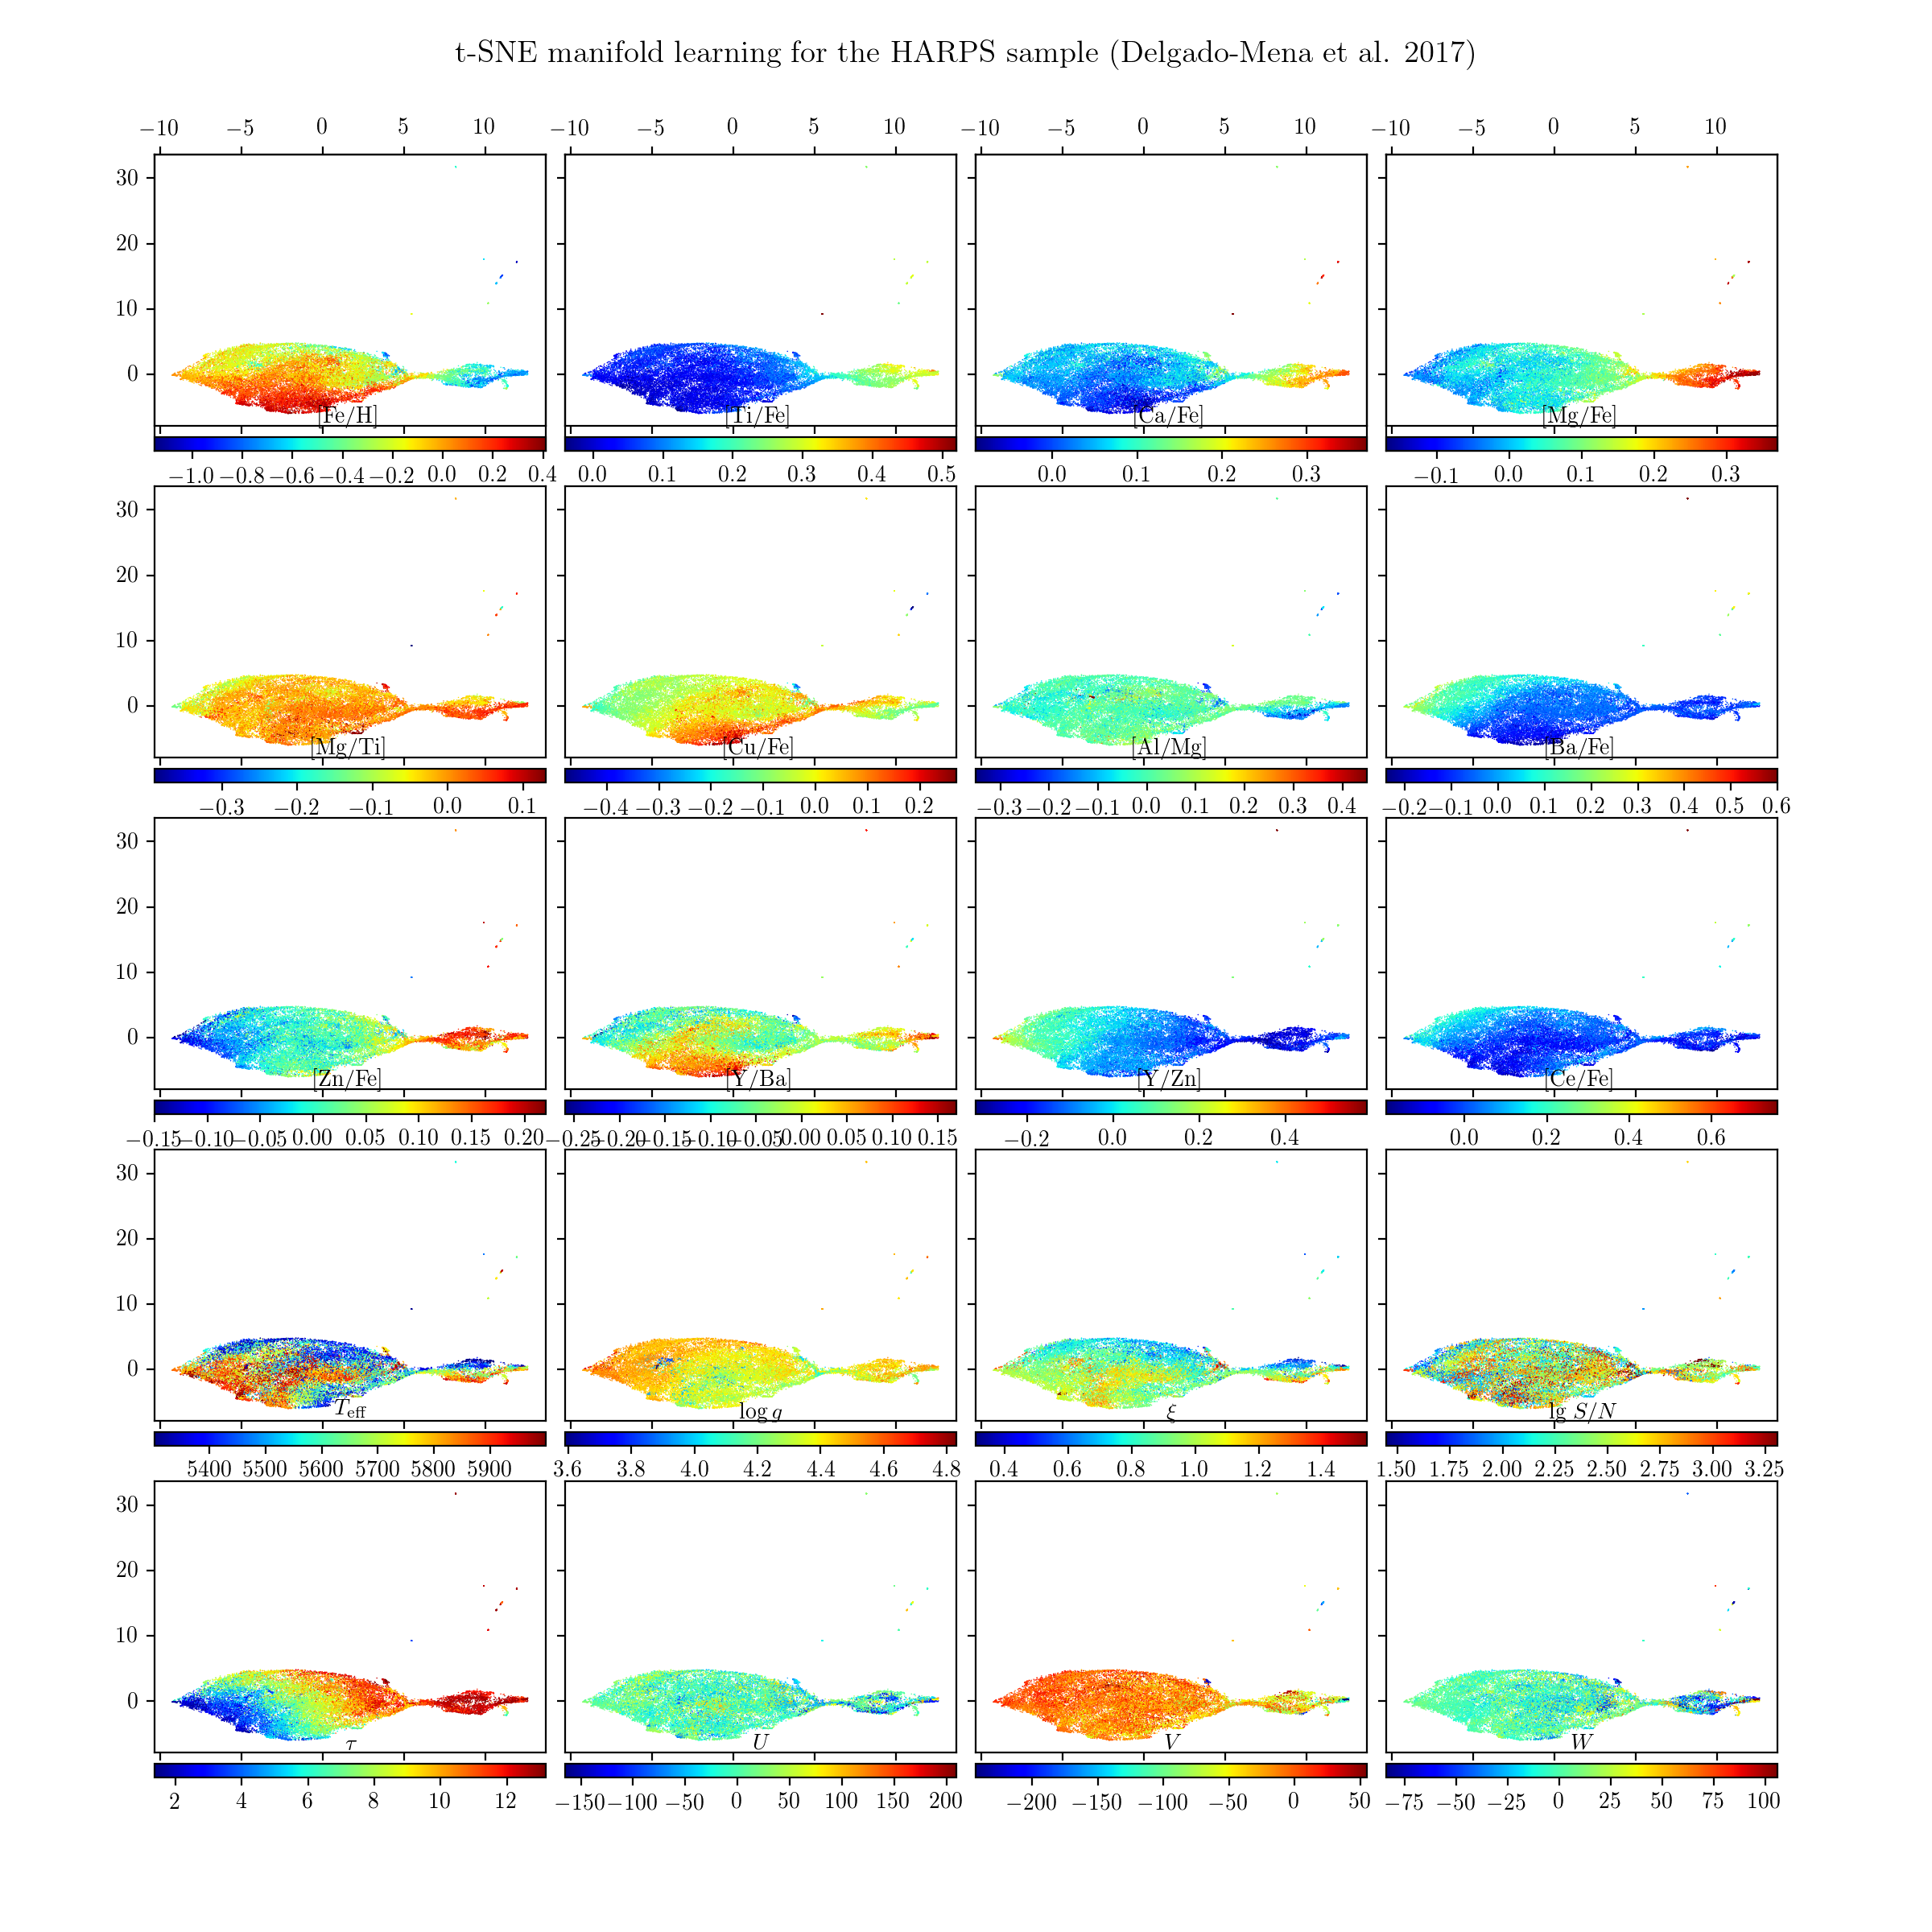 t-SNE manifold learning for the HARPS sample (Delgado-Mena et al. 2017)
−10 −5 0 5 10 −10 −5 0 5 10 −10 −5 0 5 10 −10 −5 0 5 10
30
20
10
0
[Fe/H] [Ti/Fe] [Ca/Fe] [Mg/Fe]
−1.0 −0.8 −0.6 −0.4 −0.2 0.0 0.2 0.4 0.0 0.1 0.2 0.3 0.4 0.5 0.0 0.1 0.2 0.3 −0.1 0.0 0.1 0.2 0.3
30
20
10
0
[Mg/Ti] [Cu/Fe] [Al/Mg] [Ba/Fe]
−0.3 −0.2 −0.1 0.0 0.1 −0.4 −0.3 −0.2 −0.1 0.0 0.1 0.2 −0.3 −0.2 −0.1 0.0 0.1 0.2 0.3 0.4 −0.2 −0.1 0.0 0.1 0.2 0.3 0.4 0.5 0.6
30
20
10
0
[Zn/Fe] [Y/Ba] [Y/Zn] [Ce/Fe]
−0.15 −0.10 −0.05 0.00 0.05 0.10 0.15 0.20 −0.25 −0.20 −0.15 −0.10 −0.05 0.00 0.05 0.10 0.15 −0.2 0.0 0.2 0.4 0.0 0.2 0.4 0.6
30
20
10
0
T_eff log g ξ lg S/N
5400 5500 5600 5700 5800 5900 3.6 3.8 4.0 4.2 4.4 4.6 4.8 0.4 0.6 0.8 1.0 1.2 1.4 1.50 1.75 2.00 2.25 2.50 2.75 3.00 3.25
30
20
10
0
τ U V W
2 4 6 8 10 12 −150 −100 −50 0 50 100 150 200 −200 −150 −100 −50 0 50 −75 −50 −25 0 25 50 75 100